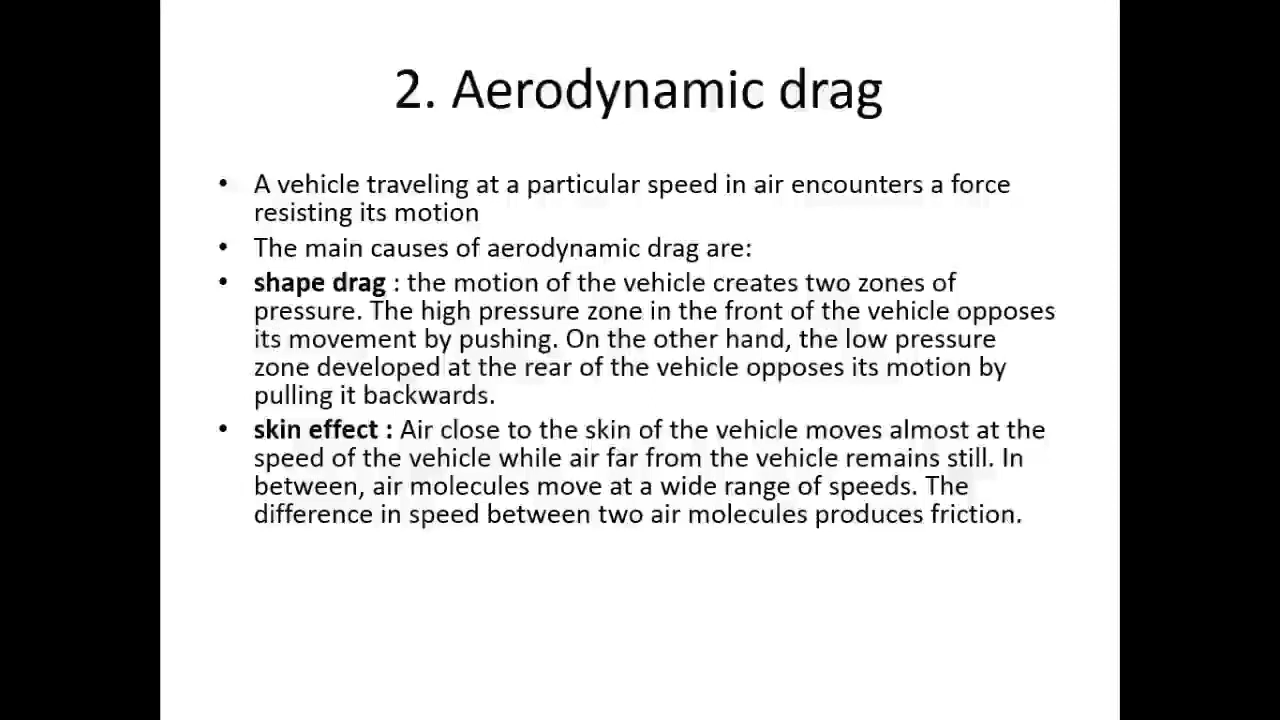 2. Aerodynamic drag
• A vehicle traveling at a particular speed in air encounters a force
resisting its motion
• The main causes of aerodynamic drag are:
• shape drag : the motion of the vehicle creates two zones of
pressure. The high pressure zone in the front of the vehicle opposes
its movement by pushing. On the other hand, the low pressure
zone developed at the rear of the vehicle opposes its motion by
pulling it backwards.
• skin effect : Air close to the skin of the vehicle moves almost at the
speed of the vehicle while air far from the vehicle remains still. In
between, air molecules move at a wide range of speeds. The
difference in speed between two air molecules produces friction.